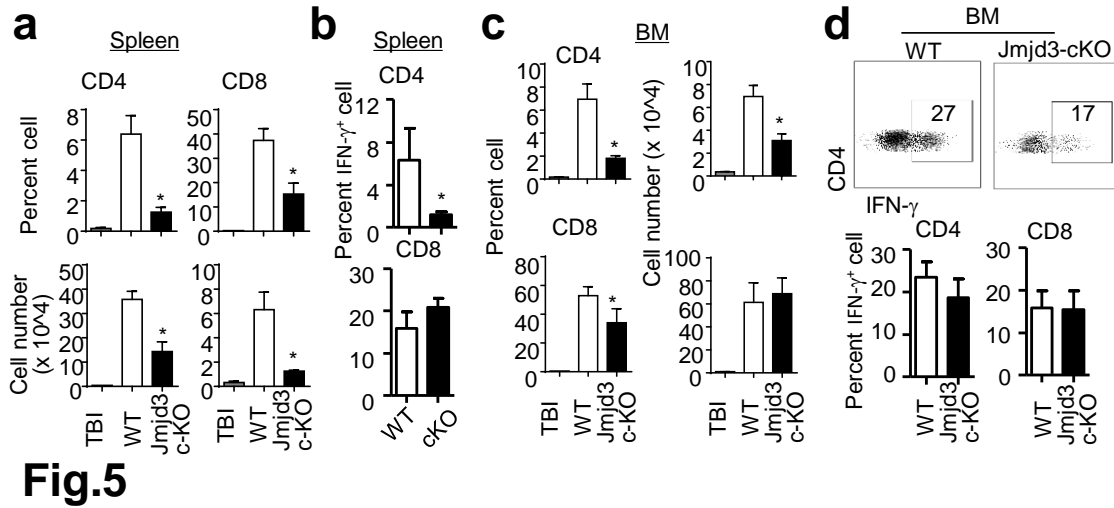 a
Spleen
CD4
CD8
Percent cell
8
6
4
2
0
50
40
30
20
10
0
Cell number
(x 10^4)
50
40
30
20
10
0
10
8
6
4
2
0
TBI
WT
Jmjd3
c-KO
TBI
WT
Jmjd3
c-KO
b
Spleen
CD4
Percent IFN-γ+ cell
12
8
4
0
CD8
30
20
10
0
WT
cKO
c
BM
CD4
Percent cell
10
8
6
4
2
0
Cell number (x 10^4)
10
8
6
4
2
0
CD8
100
80
60
40
20
0
100
80
60
40
20
0
TBI
WT
Jmjd3
c-KO
TBI
WT
Jmjd3
c-KO
*
*
*
*
*
*
*
*
d
BM
WT
Jmjd3-cKO
27
17
CD4
IFN-γ
CD4
CD8
Percent IFN-γ+ cell
30
20
10
0
30
20
10
0
WT
Jmjd3
cKO
WT
Jmjd3
cKO
Fig.5